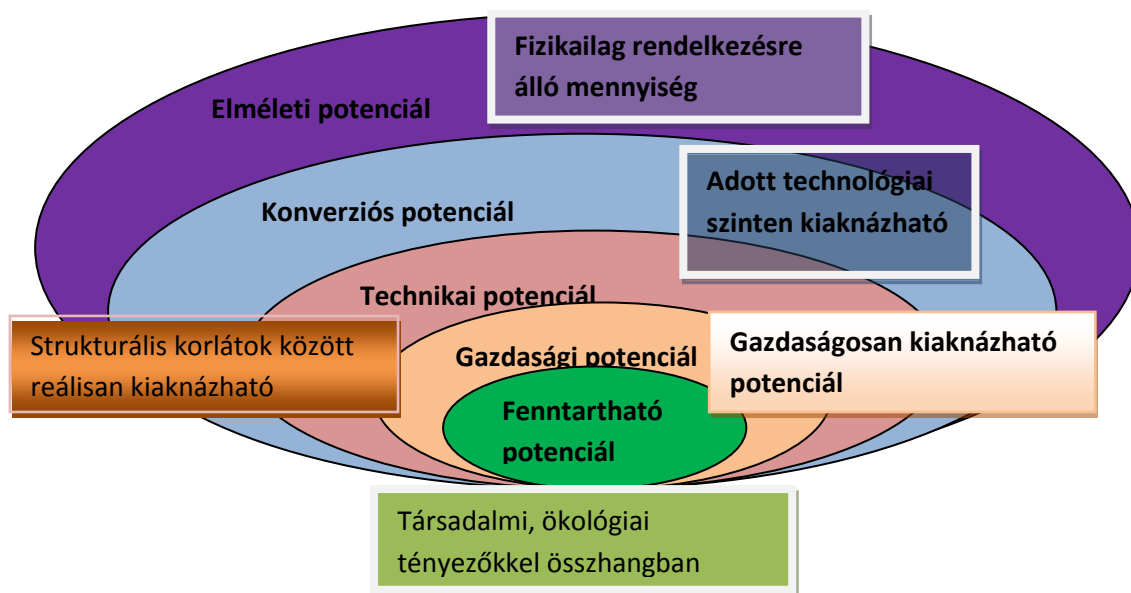 Fizikailag rendelkezésre
álló mennyiség
Elméleti potenciál
Adott technológiai
szinten kiaknázható
Konverziós potenciál
Technikai potenciál
Strukturális korlátok között
reálisan kiaknázható
Gazdasági potenciál
Gazdaságosan kiaknázható
potenciál
Fenntartható
potenciál
Társadalmi, ökológiai
tényezőkkel összhangban